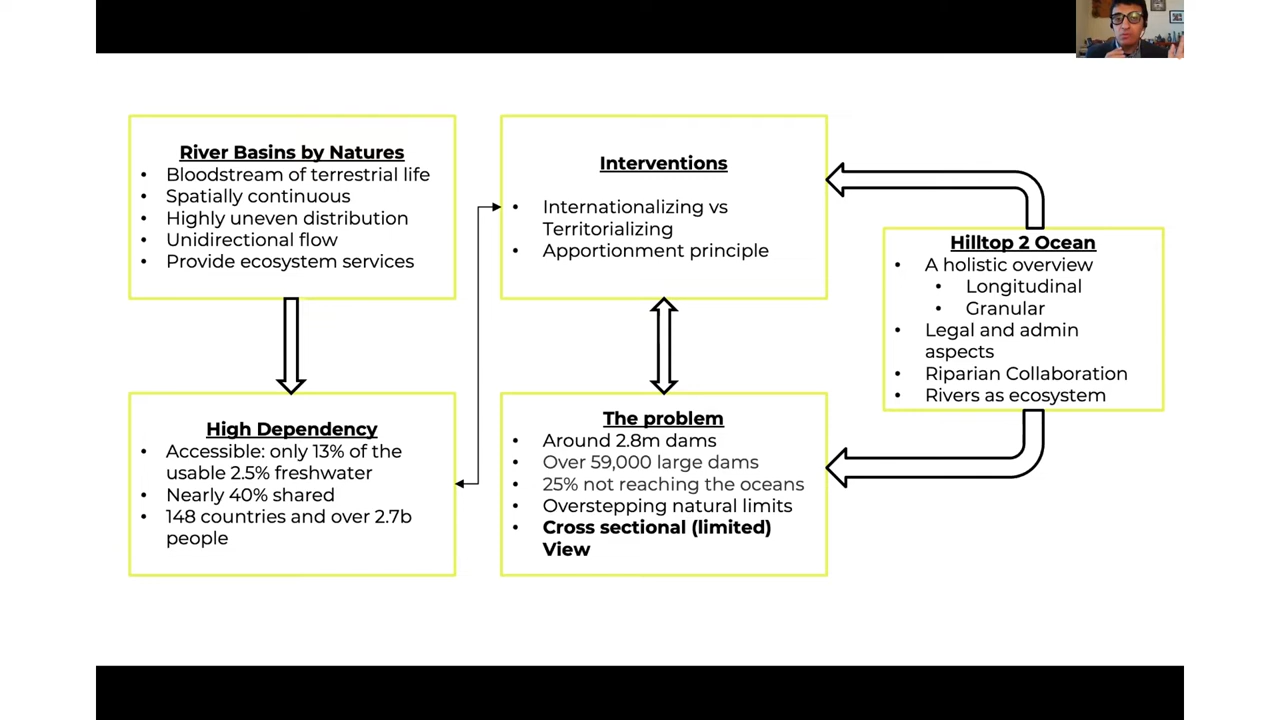 River Basins by Natures
• Bloodstream of terrestrial life
• Spatially continuous
• Highly uneven distribution
• Unidirectional flow
• Provide ecosystem services
High Dependency
• Accessible: only 13% of the
usable 2.5% freshwater
• Nearly 40% shared
• 148 countries and over 2.7b
people
Interventions
• Internationalizing vs
Territorializing
• Apportionment principle
The problem
• Around 2.8m dams
• Over 59,000 large dams
• 25% not reaching the oceans
• Overstepping natural limits
• Cross sectional (limited)
View
Hilltop 2 Ocean
• A holistic overview
• Longitudinal
• Granular
• Legal and admin
aspects
• Riparian Collaboration
• Rivers as ecosystem